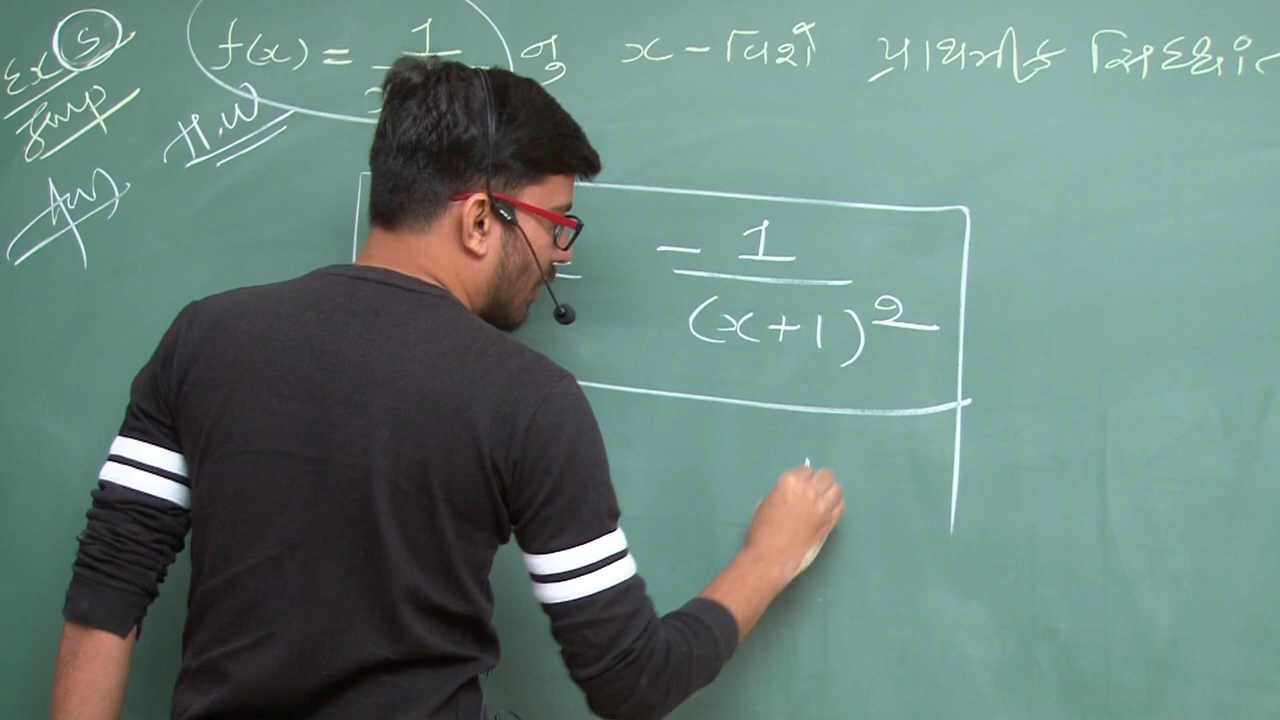 Ex 5 f(x) = 1 નુ x - વિશે પ્રાથમીક સિદ્ધાંત
Imp
H.W
Ans
= - 1
(x+1)²